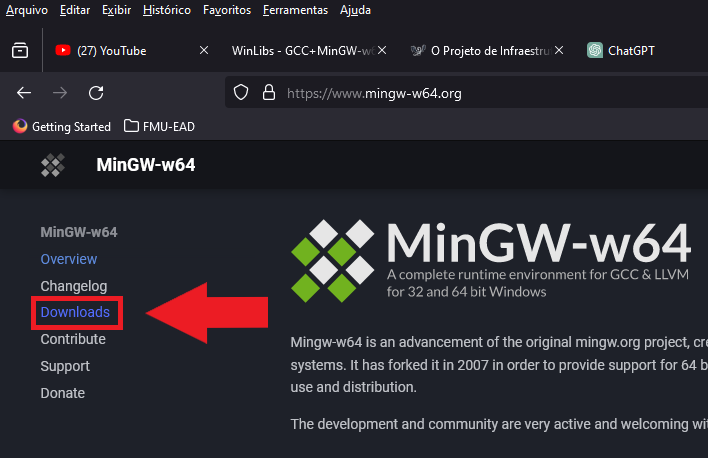 Arquivo Editar Exibir Histórico Favoritos Ferramentas Ajuda
(27) YouTube WinLibs - GCC+MinGW-w6 O Projeto de Infraestru ChatGPT
https://www.mingw-w64.org
Getting Started FMU-EAD
MinGW-w64
MinGW-w64
Overview
Changelog
Downloads
Contribute
Support
Donate
MinGW-w64
A complete runtime environment for GCC & LLVM
for 32 and 64 bit Windows
Mingw-w64 is an advancement of the original mingw.org project, cre
systems. It has forked it in 2007 in order to provide support for 64 b
use and distribution.
The development and community are very active and welcoming wit